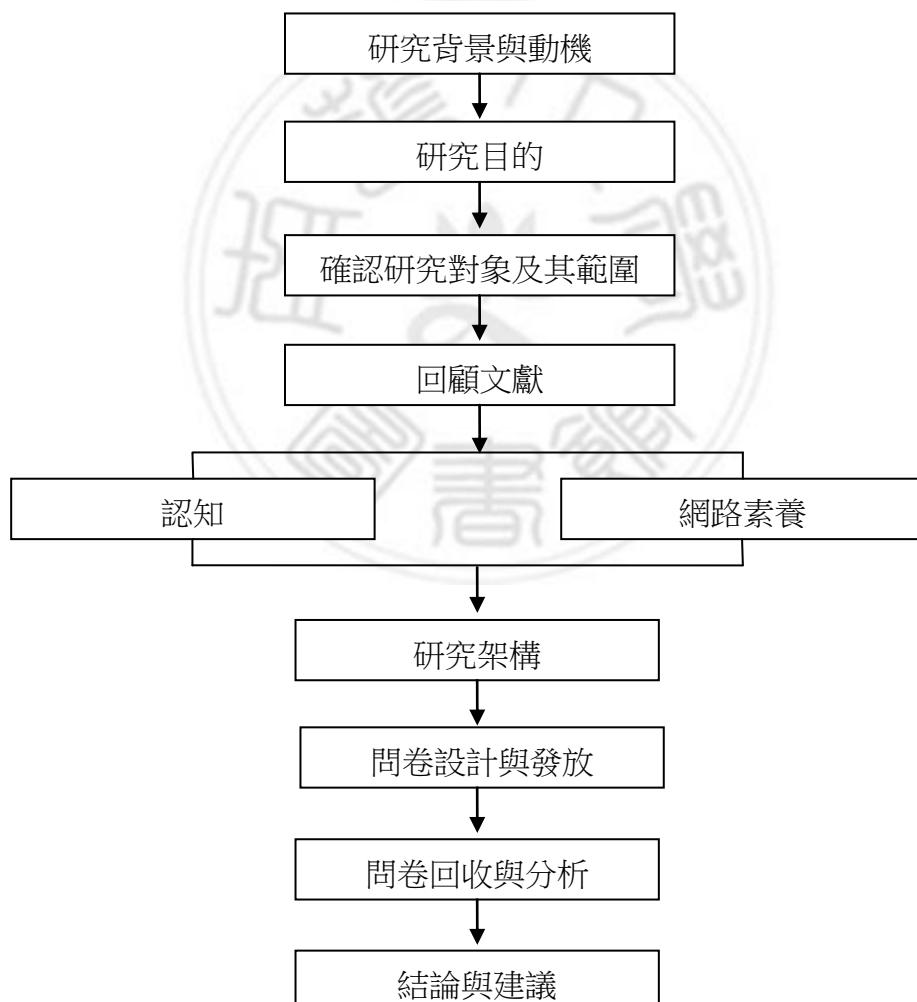 研究背景與動機
研究目的
確認研究對象及其範圍
回顧文獻
認知
網路素養
研究架構
問卷設計與發放
問卷回收與分析
結論與建議